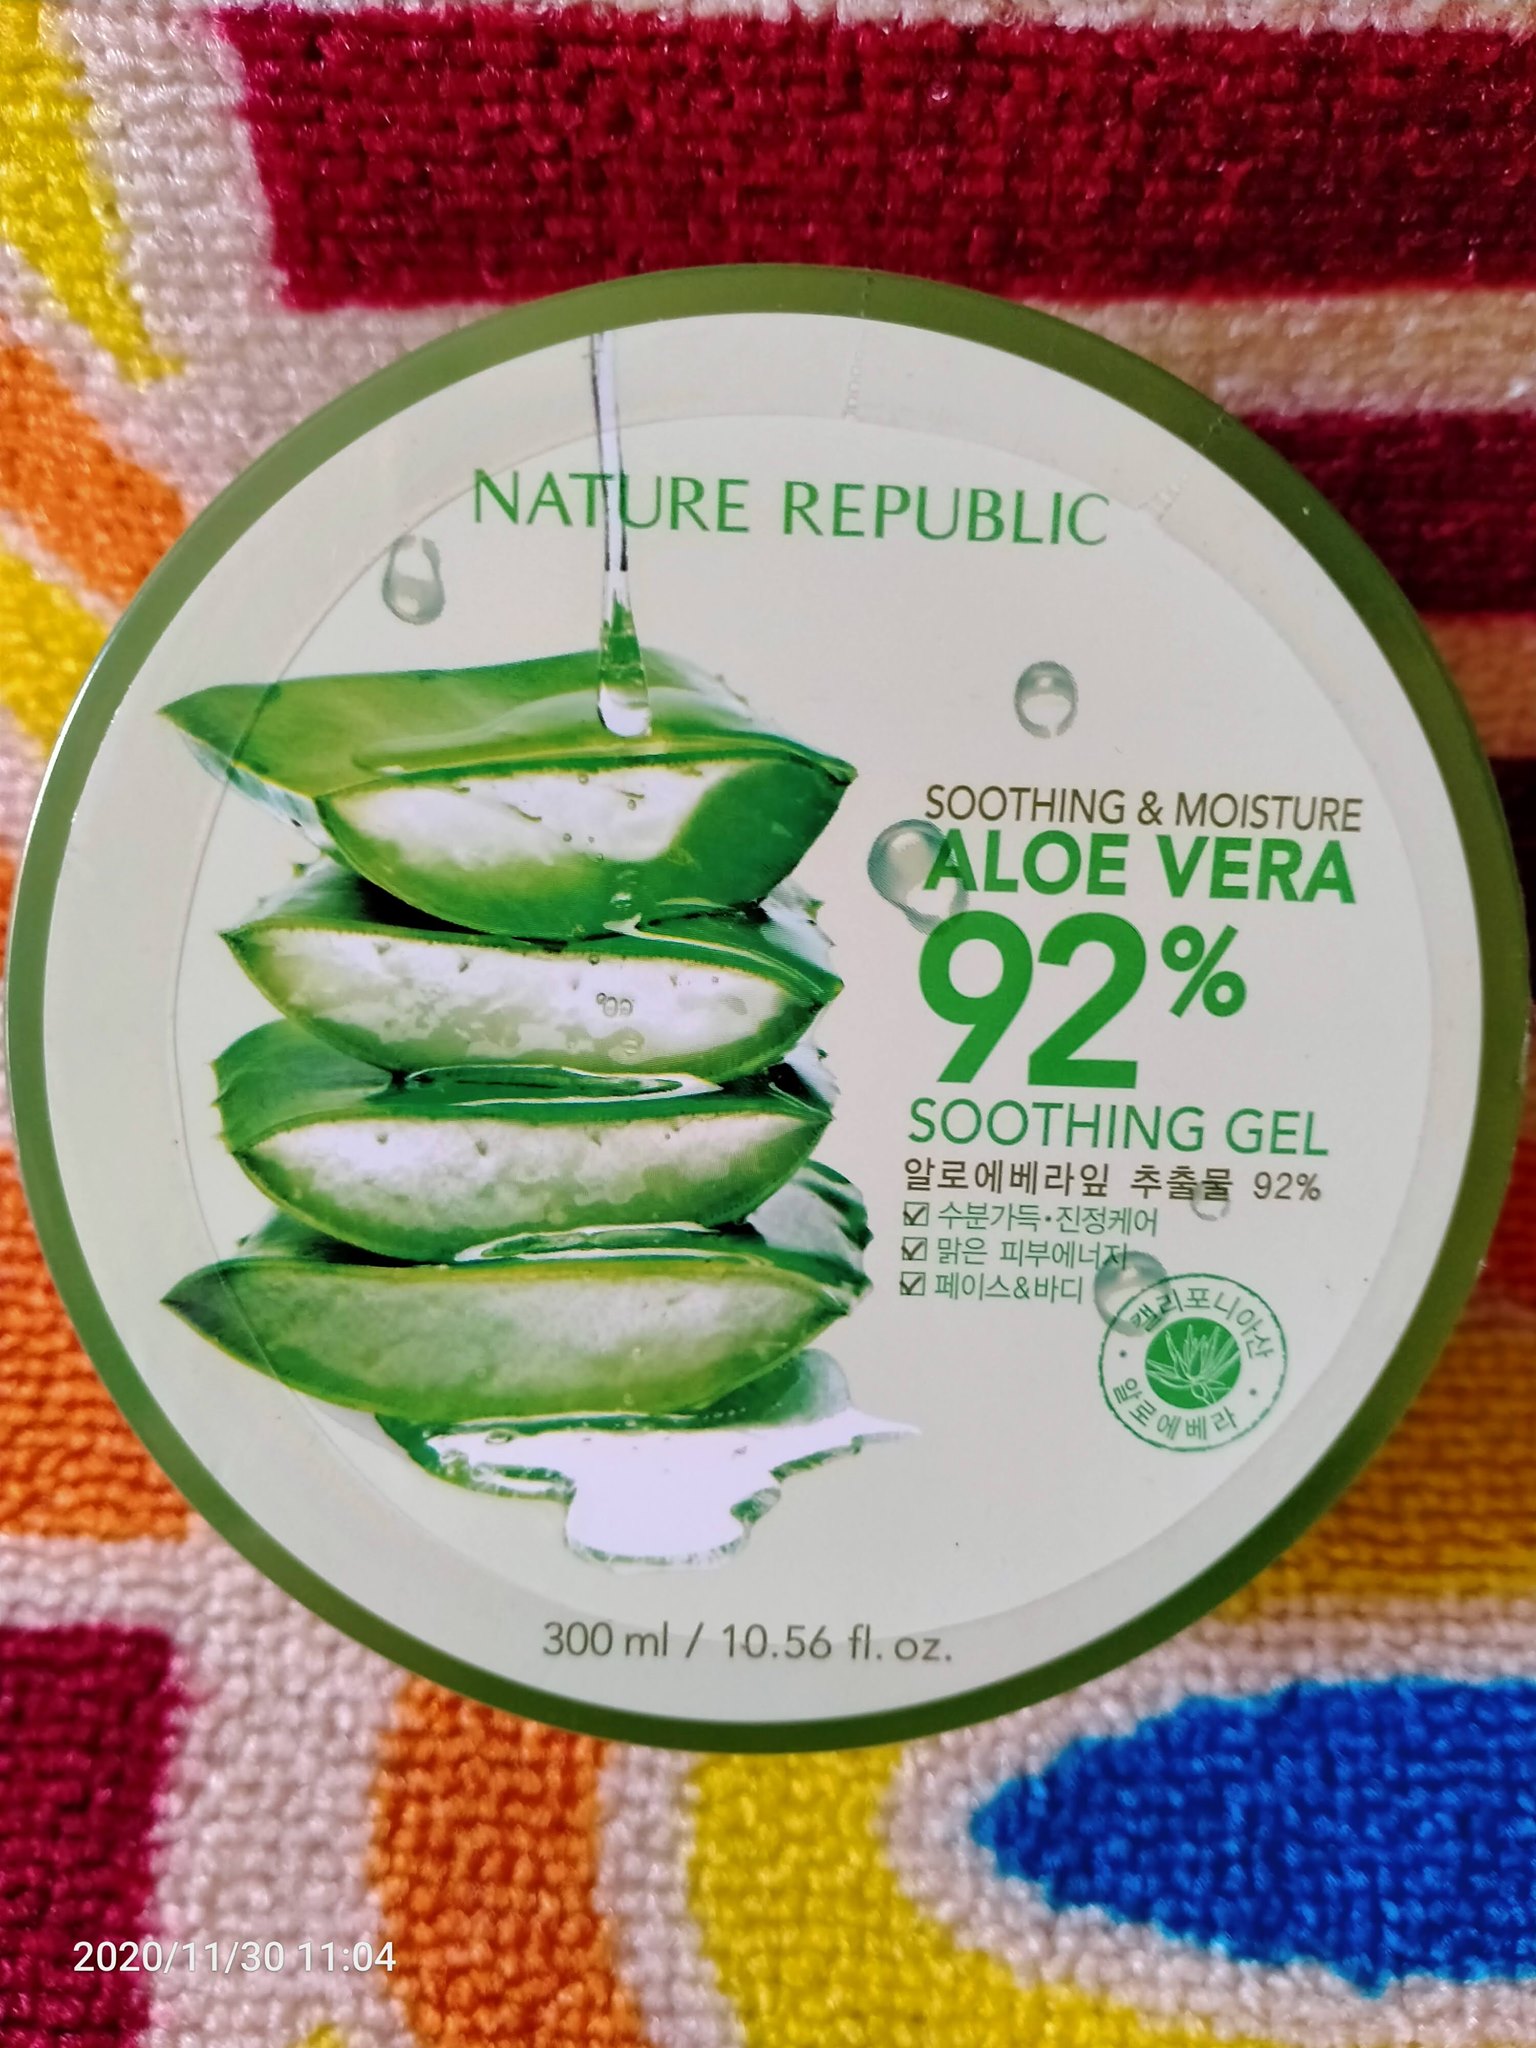 NATURE REPUBLIC
SOOTHING & MOISTURE
ALOE VERA
92%
SOOTHING GEL
알로에베라잎 추출물 92%
☑ 수분가득·진정케어
☑ 맑은 피부에너지
☑ 페이스&바디
캘리포니아산
알로에베라
300 ml / 10.56 fl. oz.
2020/11/30 11:04